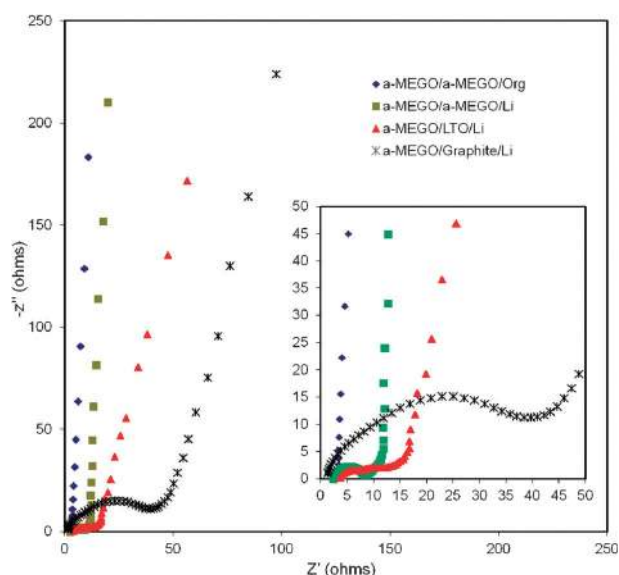 250
200
150
100
50
0
-z'' (ohms)
0 50 100 150 200 250
Z' (ohms)
a-MEGO/a-MEGO/Org
a-MEGO/a-MEGO/Li
a-MEGO/LTO/Li
a-MEGO/Graphite/Li
50
45
40
35
30
25
20
15
10
5
0
0 5 10 15 20 25 30 35 40 45 50